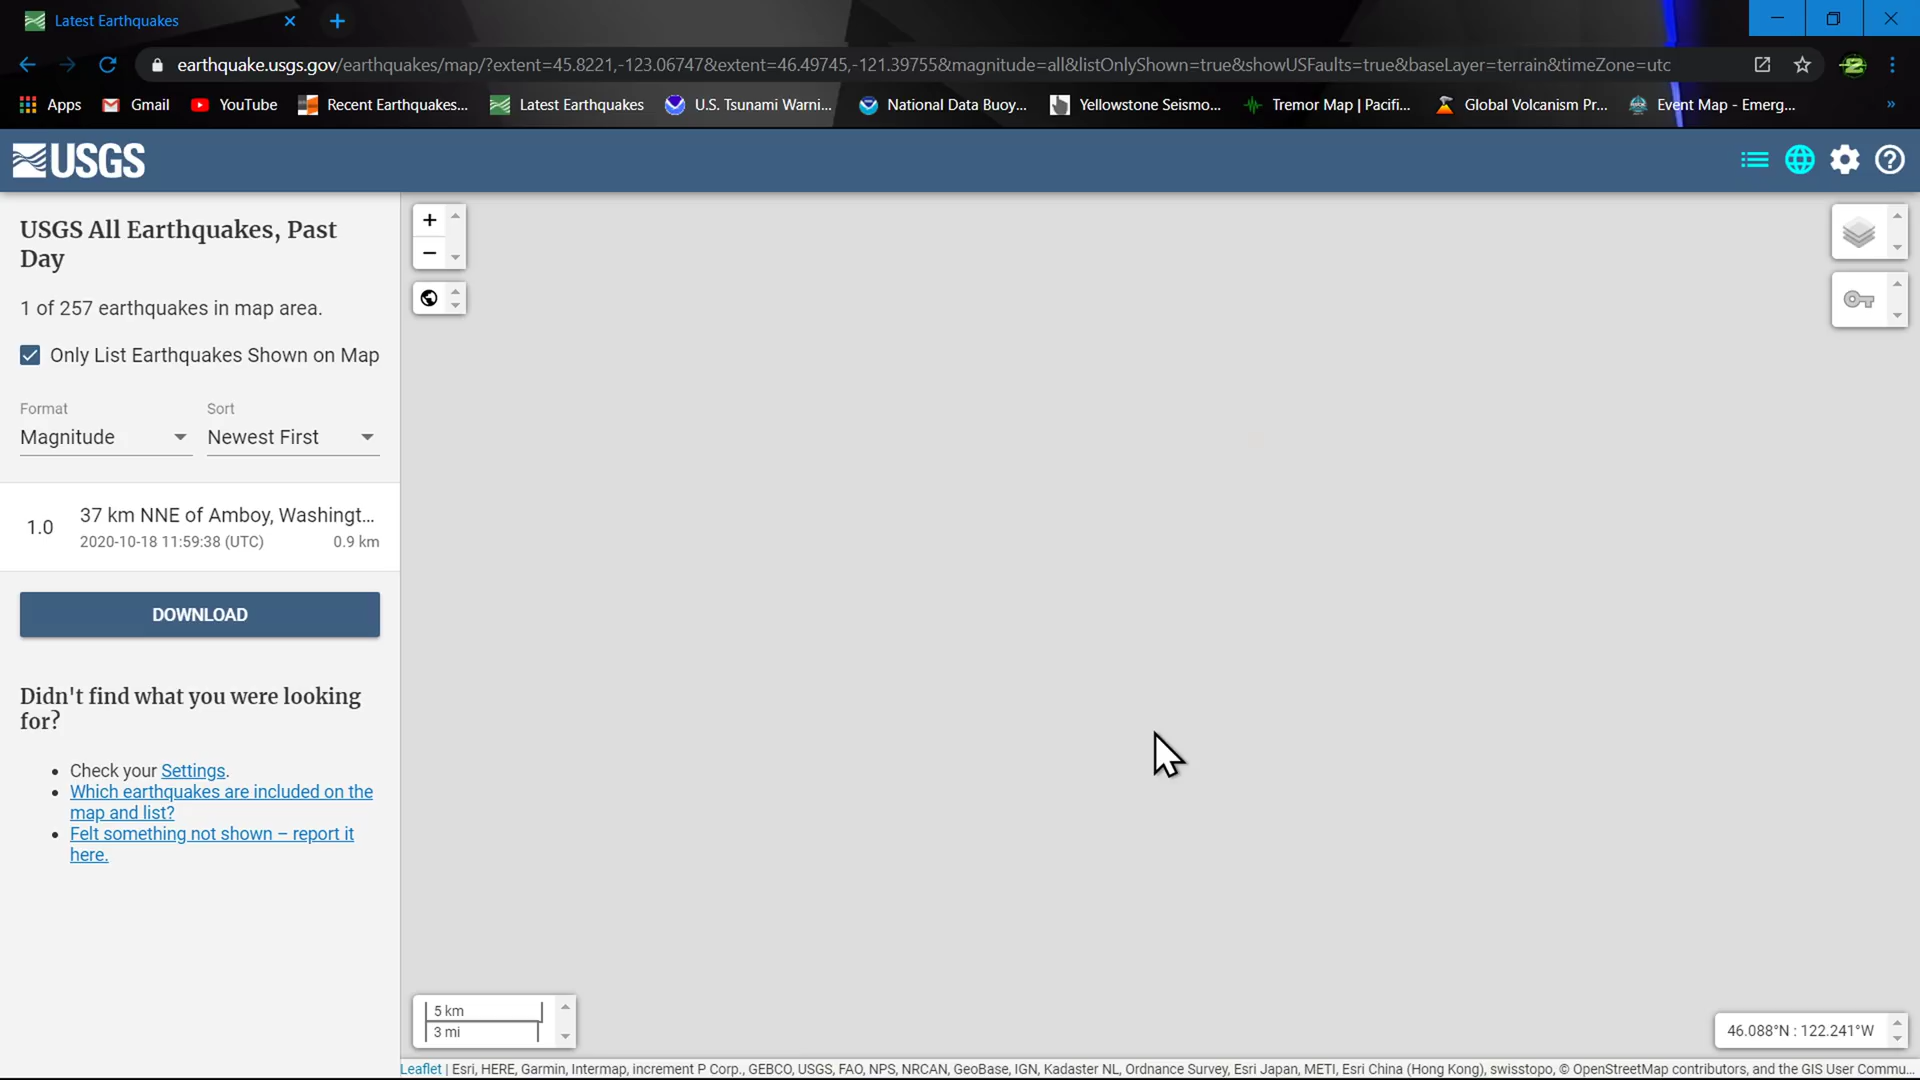 Latest Earthquakes
earthquake.usgs.gov/earthquakes/map/?extent=45.8221,-123.06747&extent=46.49745,-121.39755&magnitude=all&listOnlyShown=true&showUSFaults=true&baseLayer=terrain&timeZone=utc
Apps Gmail YouTube Recent Earthquakes... Latest Earthquakes U.S. Tsunami Warni... National Data Buoy... Yellowstone Seismo... Tremor Map | Pacifi... Global Volcanism Pr... Event Map - Emerg... »
USGS
USGS All Earthquakes, Past
Day
1 of 257 earthquakes in map area.
Only List Earthquakes Shown on Map
Format Sort
Magnitude Newest First
1.0 37 km NNE of Amboy, Washingt...
2020-10-18 11:59:38 (UTC) 0.9 km
DOWNLOAD
Didn't find what you were looking
for?
• Check your Settings.
• Which earthquakes are included on the
map and list?
• Felt something not shown – report it
here.
+
−
5 km
3 mi
46.088°N : 122.241°W
Leaflet | Esri, HERE, Garmin, Intermap, increment P Corp., GEBCO, USGS, FAO, NPS, NRCAN, GeoBase, IGN, Kadaster NL, Ordnance Survey, Esri Japan, METI, Esri China (Hong Kong), swisstopo, © OpenStreetMap contributors, and the GIS User Commu...